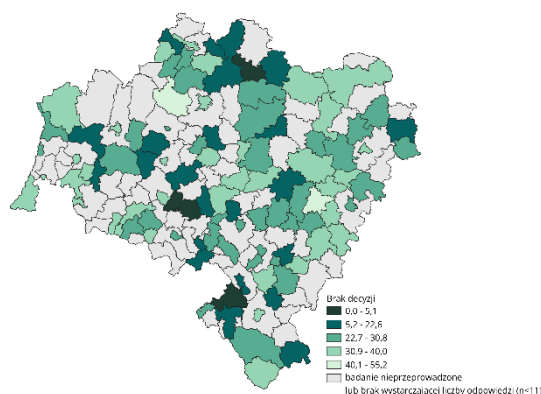 Brak decyzji
0,0 - 5,1
5,2 - 22,6
22,7 - 30,8
30,9 - 40,0
40,1 - 55,2
badanie nieprzeprowadzone
lub brak wystarczającej liczby odpowiedzi (n<11)